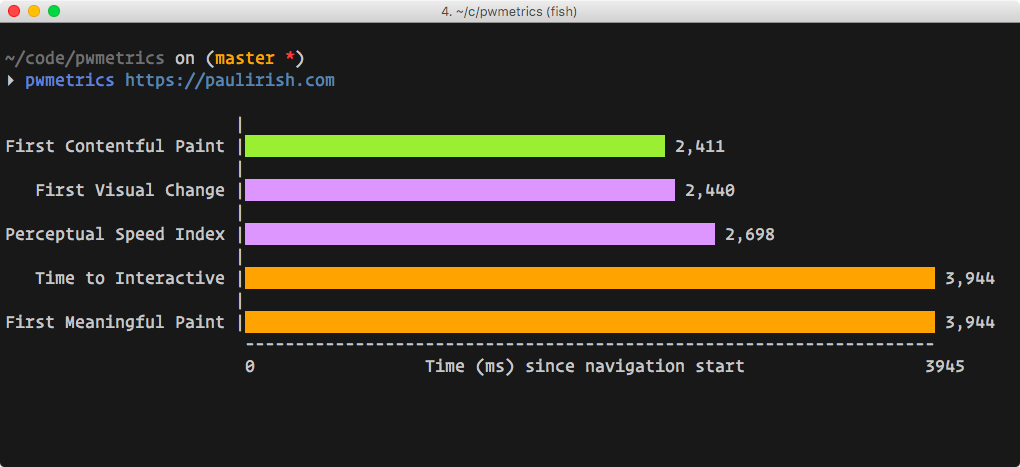 4. ~/c/pwmetrics (fish)
~/code/pwmetrics on (master *)
▸ pwmetrics https://paulirish.com
|
First Contentful Paint | 2,411
|
First Visual Change | 2,440
|
Perceptual Speed Index | 2,698
|
Time to Interactive | 3,944
|
First Meaningful Paint | 3,944
---------------------------------------------------------------------
0 Time (ms) since navigation start 3945